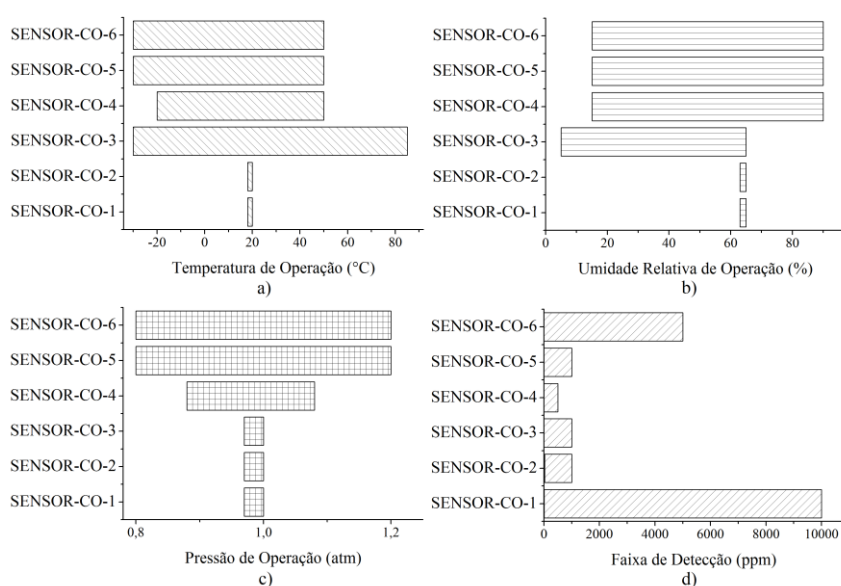 SENSOR-CO-6
SENSOR-CO-5
SENSOR-CO-4
SENSOR-CO-3
SENSOR-CO-2
SENSOR-CO-1
-20 0 20 40 60 80
Temperatura de Operação (°C)
a)
SENSOR-CO-6
SENSOR-CO-5
SENSOR-CO-4
SENSOR-CO-3
SENSOR-CO-2
SENSOR-CO-1
0 20 40 60 80
Umidade Relativa de Operação (%)
b)
SENSOR-CO-6
SENSOR-CO-5
SENSOR-CO-4
SENSOR-CO-3
SENSOR-CO-2
SENSOR-CO-1
0,8 1,0 1,2
Pressão de Operação (atm)
c)
SENSOR-CO-6
SENSOR-CO-5
SENSOR-CO-4
SENSOR-CO-3
SENSOR-CO-2
SENSOR-CO-1
0 2000 4000 6000 8000 10000
Faixa de Detecção (ppm)
d)